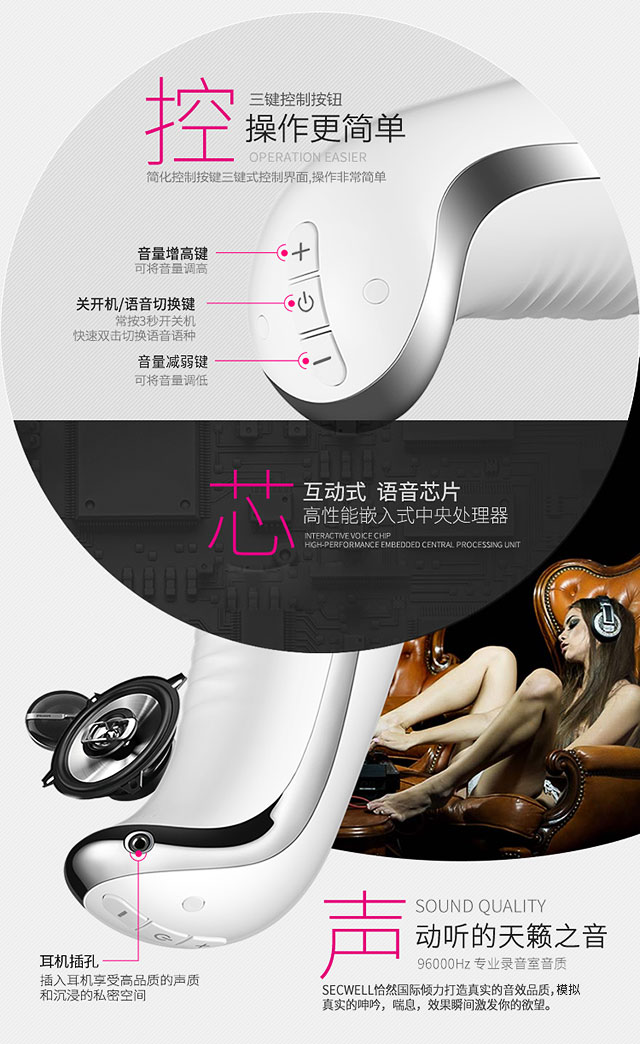 控
三键控制按钮
操作更简单
OPERATION EASIER
简化控制按键三键式控制界面,操作非常简单
音量增高键
可将音量调高
关开机/语音切换键
常按3秒开关机
快速双击切换语音语种
音量减弱键
可将音量调低
芯
互动式 语音芯片
高性能嵌入式中央处理器
INTERACTIVE VOICE CHIP
HIGH-PERFORMANCE EMBEDDED CENTRAL PROCESSING UNIT
耳机插孔
插入耳机享受高品质的声质
和沉浸的私密空间
声
SOUND QUALITY
动听的天籁之音
96000Hz 专业录音室音质
SECWELL恰然国际倾力打造真实的音效品质,模拟
真实的呻吟，喘息，效果瞬间激发你的欲望。